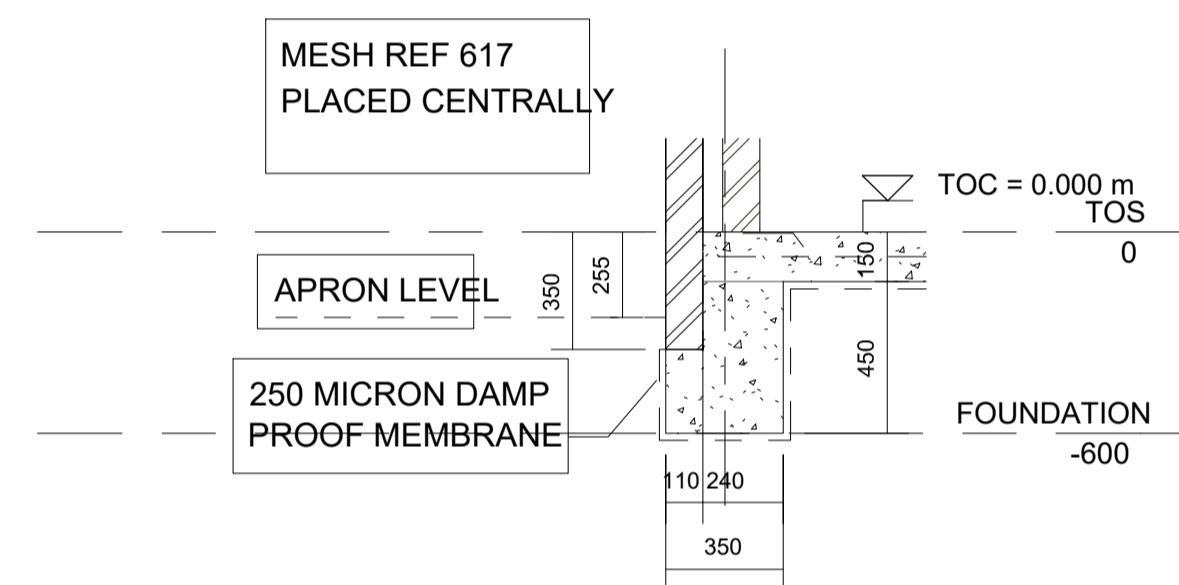 MESH REF 617
PLACED CENTRALLY
TOC = 0.000 m
TOS
0
APRON LEVEL
350
255
150
250 MICRON DAMP
PROOF MEMBRANE
450
FOUNDATION
-600
110 240
350